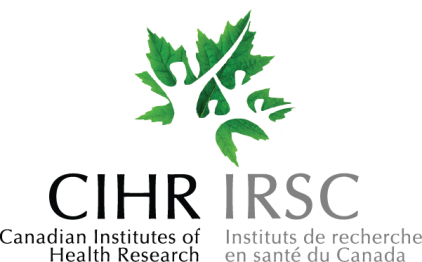 CIHR IRSC
Canadian Institutes of
Health Research
Instituts de recherche
en santé du Canada